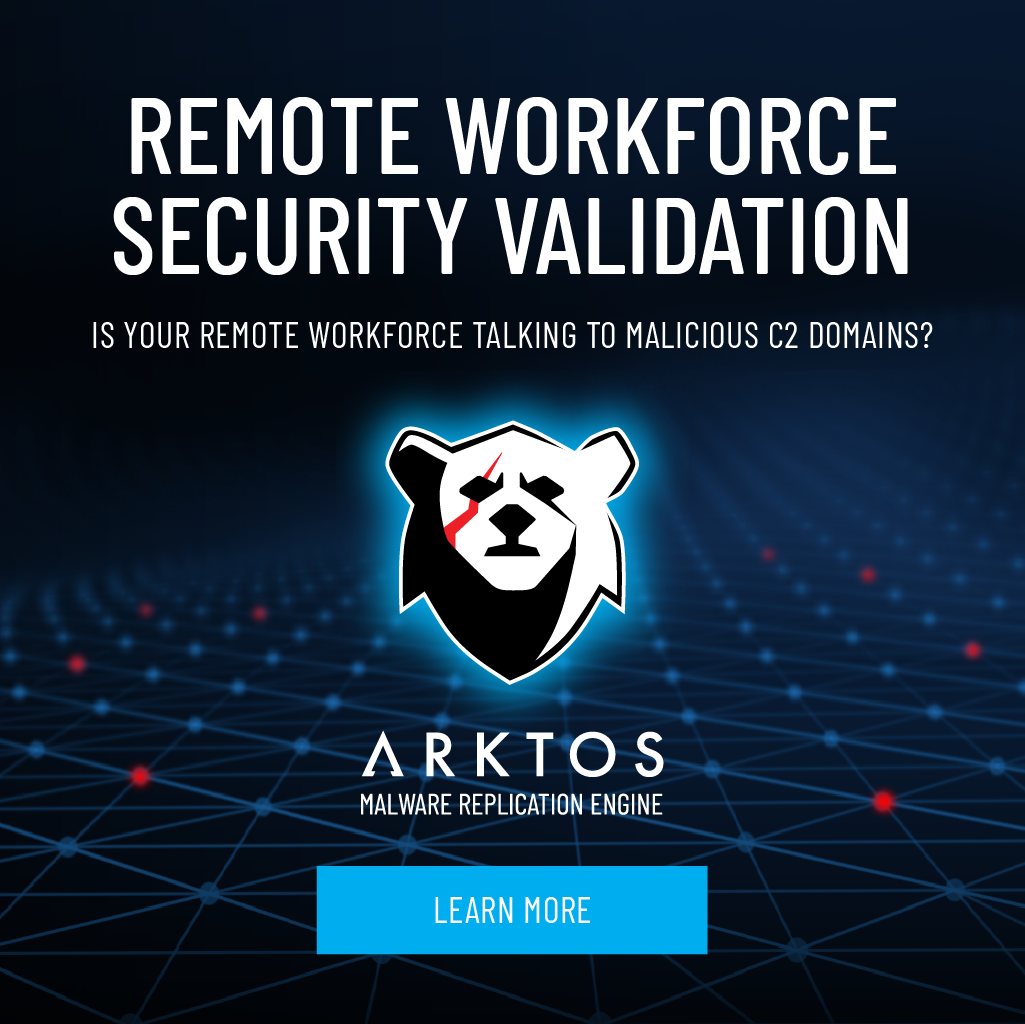 REMOTE WORKFORCE
SECURITY VALIDATION
IS YOUR REMOTE WORKFORCE TALKING TO MALICIOUS C2 DOMAINS?
ARKTOS
MALWARE REPLICATION ENGINE
LEARN MORE